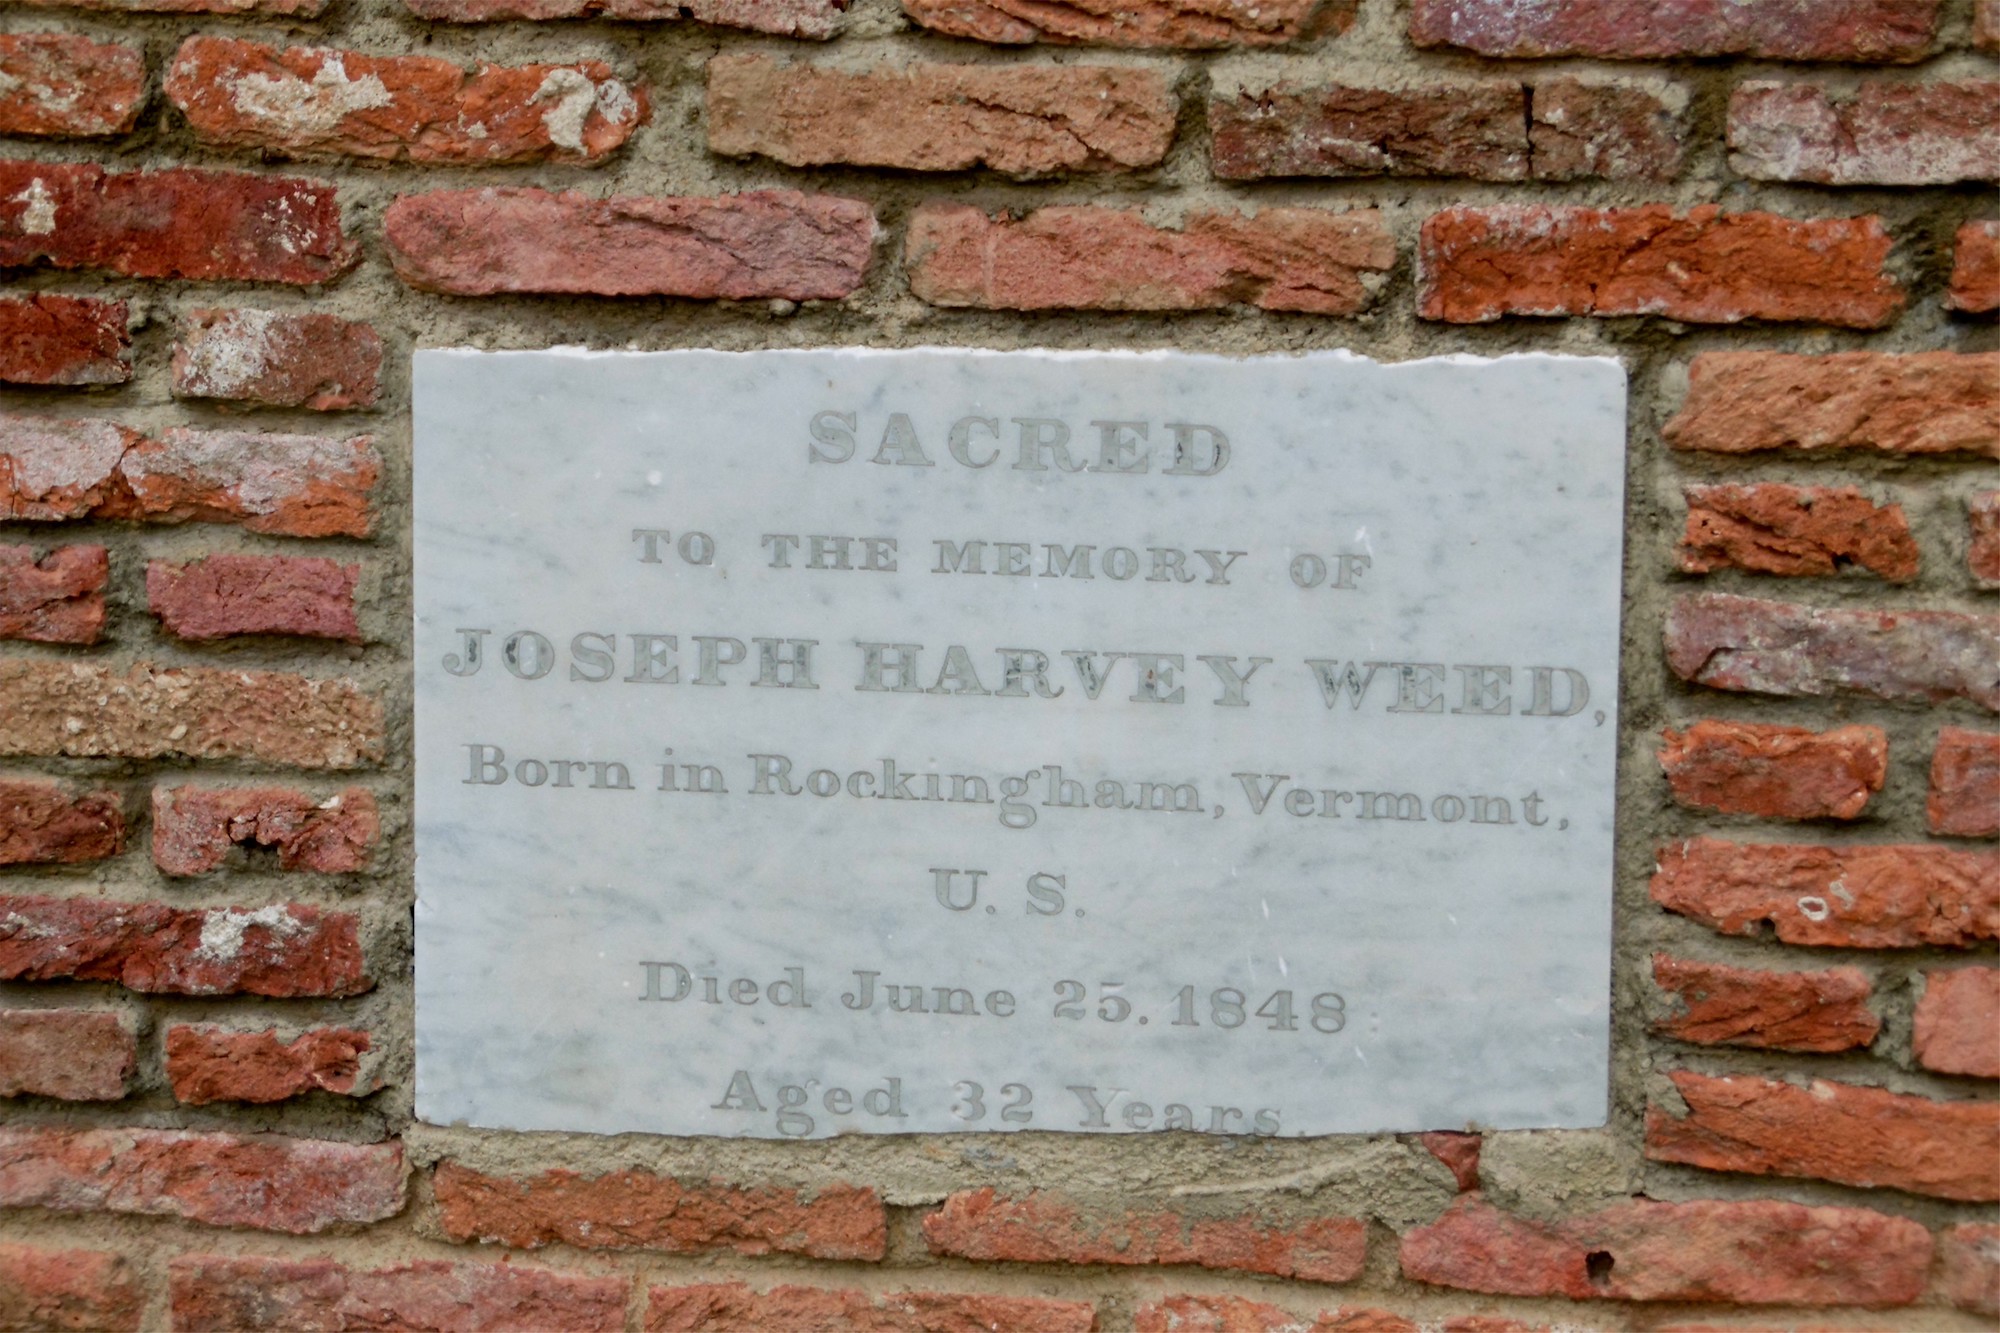 SACRED
TO THE MEMORY OF
JOSEPH HARVEY WEED,
Born in Rockingham, Vermont,
U. S.
Died June 25. 1848
Aged 32 Years